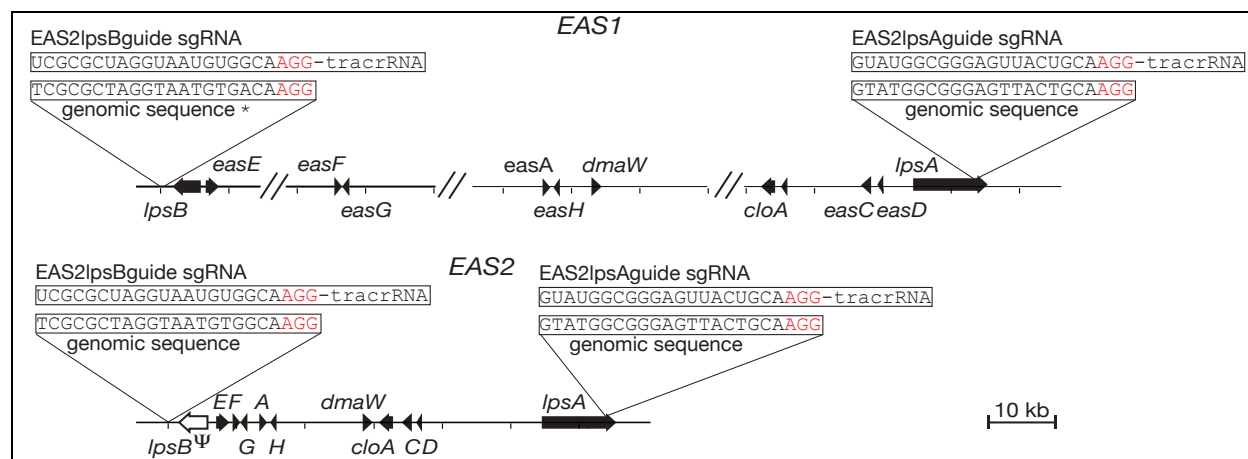 EAS1
EAS2lpsBguide sgRNA
UCGCGCUAGGUAAUGUGGCAAGG-tracrRNA
TCGCGCTAGGTAATGTGACAAGG
genomic sequence *
EAS2lpsAguide sgRNA
GUAUGGCGGGAGUUACUGCAAGG-tracrRNA
GTATGGCGGGAGTTACTGCAAGG
genomic sequence
easE easF easA dmaW lpsA
lpsB easG easH cloA easC easD
EAS2
EAS2lpsBguide sgRNA
UCGCGCUAGGUAAUGUGGCAAGG-tracrRNA
TCGCGCTAGGTAATGTGGCAAGG
genomic sequence
EAS2lpsAguide sgRNA
GUAUGGCGGGAGUUACUGCAAGG-tracrRNA
GTATGGCGGGAGTTACTGCAAGG
genomic sequence
EF A dmaW lpsA
10 kb
lpsB Ψ G H cloA CD